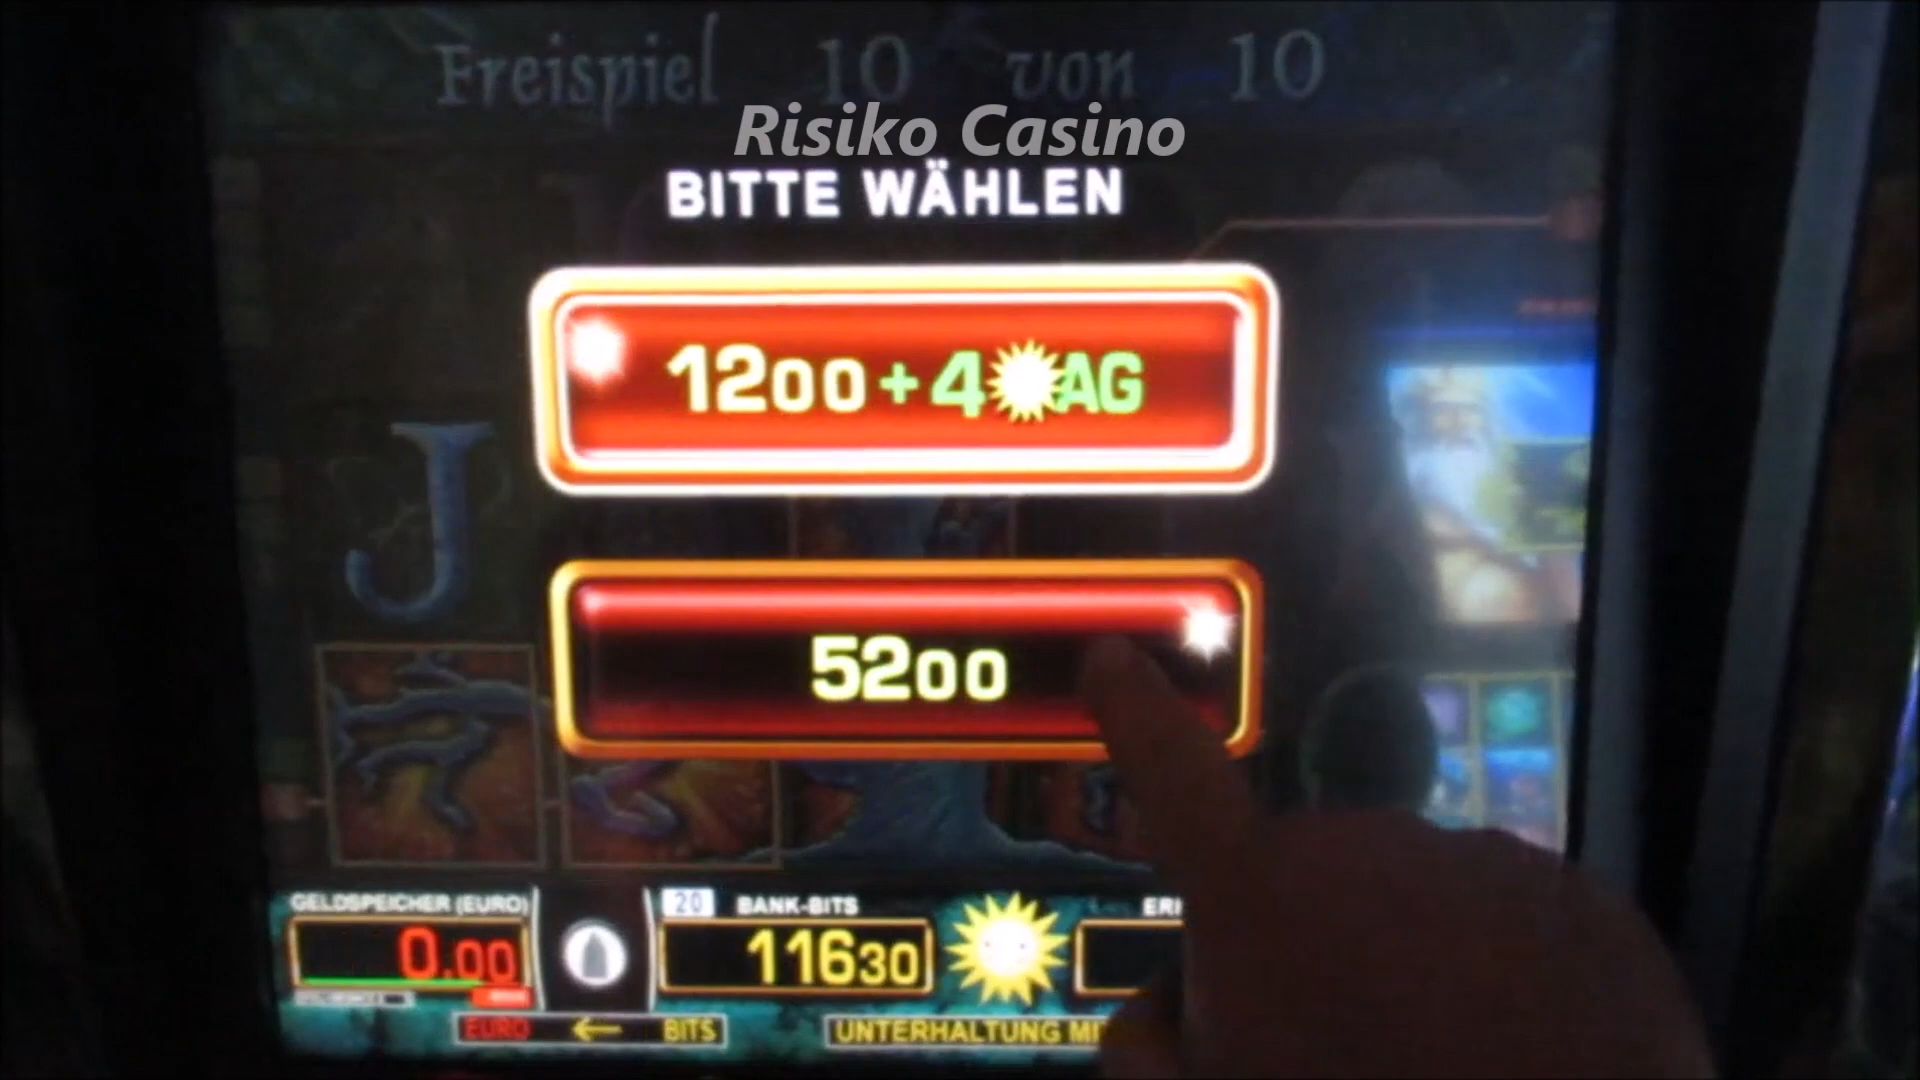 Freispiel 10 von 10
Risiko Casino
BITTE WÄHLEN
1200 + 4 AG
5200
J
GELDSPEICHER (EURO)
20 BANK-BITS
0.00
11630
EURO ← BITS
UNTERHALTUNG